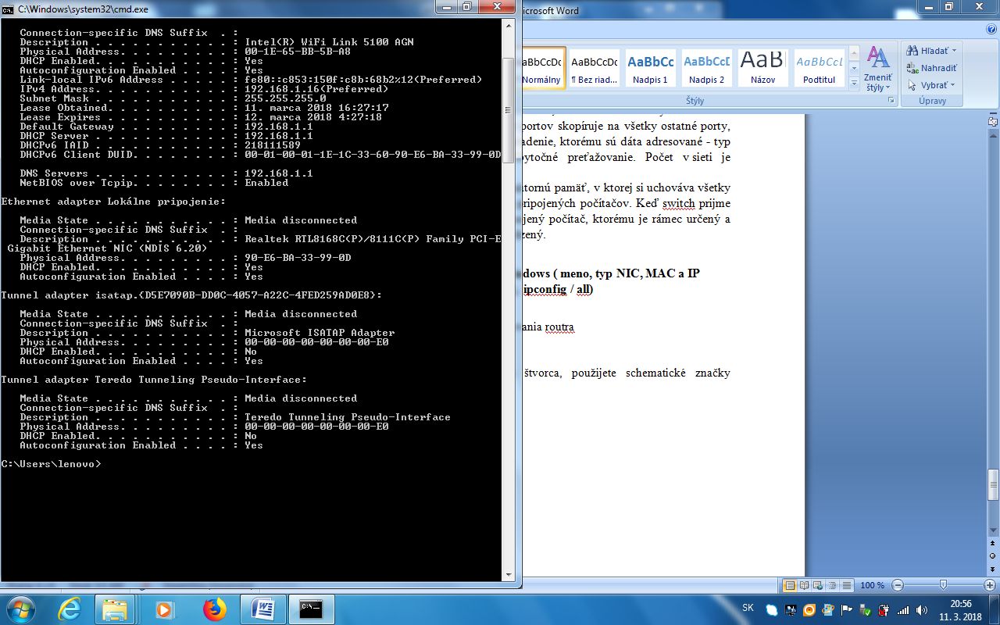 C:\Windows\system32\cmd.exe
Connection-specific DNS Suffix . :
Description . . . . . . . . . . . : Intel(R) WiFi Link 5100 AGN
Physical Address. . . . . . . . . : 00-1E-65-BB-5B-A8
DHCP Enabled. . . . . . . . . . . : Yes
Autoconfiguration Enabled . . . . : Yes
Link-local IPv6 Address . . . . . : fe80::c853:150f:c8b:68b2%12(Preferred)
IPv4 Address. . . . . . . . . . . : 192.168.1.16(Preferred)
Subnet Mask . . . . . . . . . . . : 255.255.255.0
Lease Obtained. . . . . . . . . . : 11. marca 2018 16:27:17
Lease Expires . . . . . . . . . . : 12. marca 2018 4:27:18
Default Gateway . . . . . . . . . : 192.168.1.1
DHCP Server . . . . . . . . . . . : 192.168.1.1
DHCPv6 IAID . . . . . . . . . . . : 218111589
DHCPv6 Client DUID. . . . . . . . : 00-01-00-01-1E-1C-33-60-90-E6-BA-33-99-0D
DNS Servers . . . . . . . . . . . : 192.168.1.1
NetBIOS over Tcpip. . . . . . . . : Enabled
Ethernet adapter Lokálne pripojenie:
Media State . . . . . . . . . . . : Media disconnected
Connection-specific DNS Suffix . :
Description . . . . . . . . . . . : Realtek RTL8168C(P)/8111C(P) Family PCI-E
Gigabit Ethernet NIC (NDIS 6.20)
Physical Address. . . . . . . . . : 90-E6-BA-33-99-0D
DHCP Enabled. . . . . . . . . . . : Yes
Autoconfiguration Enabled . . . . : Yes
Tunnel adapter isatap.{D5E7090B-DD0C-4057-A22C-4FED259AD0E8}:
Media State . . . . . . . . . . . : Media disconnected
Connection-specific DNS Suffix . :
Description . . . . . . . . . . . : Microsoft ISATAP Adapter
Physical Address. . . . . . . . . : 00-00-00-00-00-00-00-E0
DHCP Enabled. . . . . . . . . . . : No
Autoconfiguration Enabled . . . . : Yes
Tunnel adapter Teredo Tunneling Pseudo-Interface:
Media State . . . . . . . . . . . : Media disconnected
Connection-specific DNS Suffix . :
Description . . . . . . . . . . . : Teredo Tunneling Pseudo-Interface
Physical Address. . . . . . . . . : 00-00-00-00-00-00-00-E0
DHCP Enabled. . . . . . . . . . . : No
Autoconfiguration Enabled . . . . : Yes
C:\Users\lenovo>
icrosoft Word
aBbCcDc AaBbCcDc AaBbCc AaBbCcD AaB AaBbCcL
Normálny ¶ Bez riad... Nadpis 1 Nadpis 2 Názov Podtitul
Zmeniť štýly
Štýly
Hľadať
Nahradiť
Vybrať
Úpravy
portov skopíruje na všetky ostatné porty,
adenie, ktorému sú dáta adresované - typ
ytočné preťažovanie. Počet v sieti je
átornú pamäť, v ktorej si uchováva všetky
pripojených počítačov. Keď switch prijme
ojený počítač, ktorému je rámec určený a
zený.
dows ( meno, typ NIC, MAC a IP
ipconfig / all)
ania routra
štvorca, použijete schematické značky
100 %
SK
20:56
11. 3. 2018